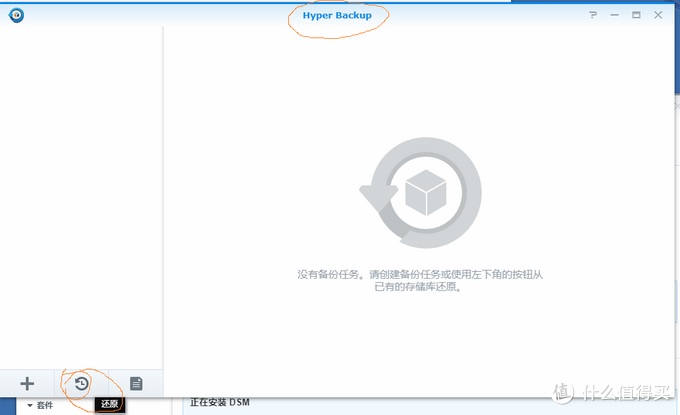 Hyper Backup
没有备份任务。请创建备份任务或使用左下角的按钮从
已有的存储库还原。
套件
还原
正在安装 DSM
值 什么值得买